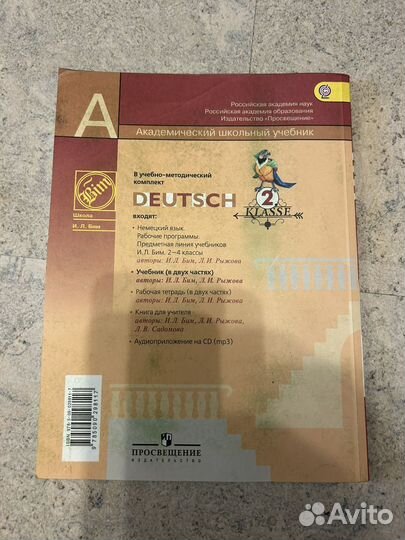 Российская академия наук
Российская академия образования
Издательство «Просвещение»
А
Академический школьный учебник
Бим
Школа
И. Л. Бим
В учебно-методический
комплект
DEUTSCH 2
KLASSE
входят:
• Немецкий язык.
Рабочие программы.
Предметная линия учебников
И.Л. Бим. 2—4 классы
авторы: И.Л. Бим, Л.И. Рыжова
• Учебник (в двух частях)
авторы: И.Л. Бим, Л.И. Рыжова
• Рабочая тетрадь (в двух частях)
авторы: И.Л. Бим, Л.И. Рыжова
• Книга для учителя
авторы: И.Л. Бим, Л.И. Рыжова,
Л.В. Садомова
• Аудиоприложение на CD (mp3)
ПРОСВЕЩЕНИЕ
ИЗДАТЕЛЬСТВО
Avito